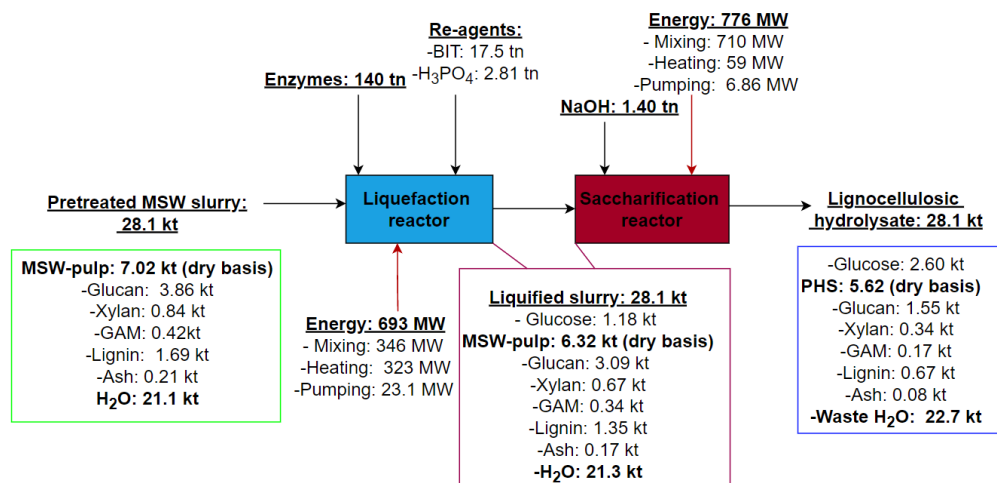 Energy: 776 MW
- Mixing: 710 MW
-Heating: 59 MW
-Pumping: 6.86 MW
Re-agents:
-BIT: 17.5 tn
-H₃PO₄: 2.81 tn
Enzymes: 140 tn
NaOH: 1.40 tn
Pretreated MSW slurry:
28.1 kt
Liquefaction
reactor
Saccharification
reactor
Lignocellulosic
hydrolysate: 28.1 kt
MSW-pulp: 7.02 kt (dry basis)
-Glucan:  3.86 kt
-Xylan: 0.84 kt
-GAM: 0.42kt
-Lignin: 1.69 kt
-Ash: 0.21 kt
H₂O: 21.1 kt
Energy: 693 MW
- Mixing: 346 MW
-Heating:  323 MW
-Pumping: 23.1 MW
Liquified slurry: 28.1 kt
- Glucose: 1.18 kt
MSW-pulp: 6.32 kt (dry basis)
-Glucan: 3.09 kt
-Xylan: 0.67 kt
-GAM: 0.34 kt
-Lignin: 1.35 kt
-Ash: 0.17 kt
-H₂O: 21.3 kt
-Glucose: 2.60 kt
PHS: 5.62 (dry basis)
-Glucan: 1.55 kt
-Xylan: 0.34 kt
-GAM: 0.17 kt
-Lignin: 0.67 kt
-Ash: 0.08 kt
-Waste H₂O:  22.7 kt